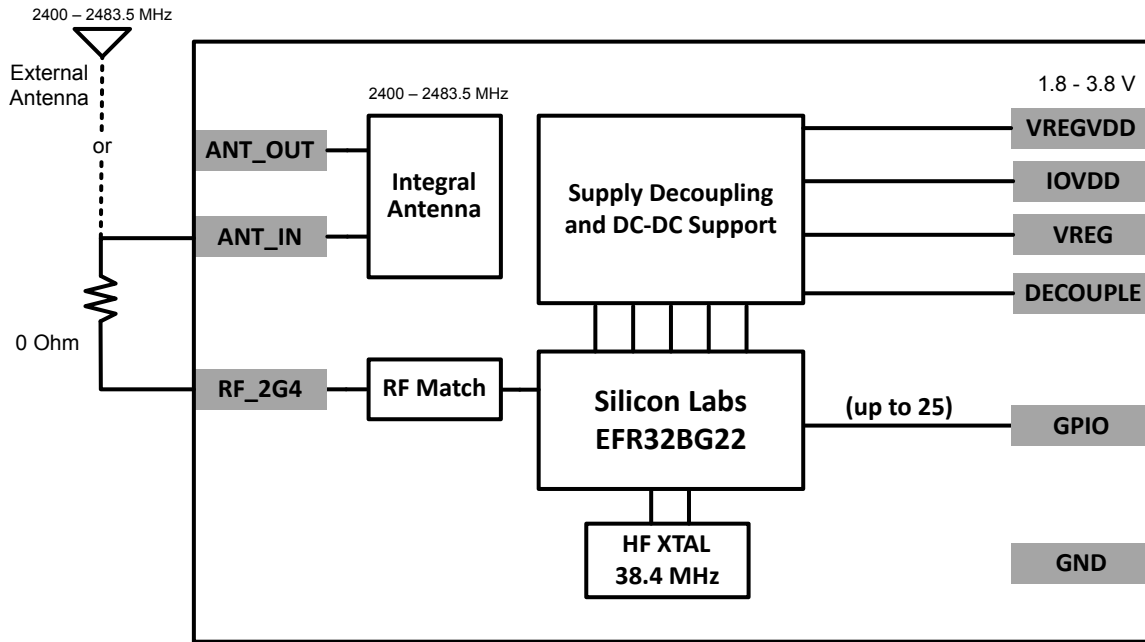 2400 – 2483.5 MHz
External
Antenna
or
0 Ohm
ANT_OUT
ANT_IN
RF_2G4
2400 – 2483.5 MHz
Integral
Antenna
RF Match
Supply Decoupling
and DC-DC Support
Silicon Labs
EFR32BG22
HF XTAL
38.4 MHz
(up to 25)
1.8 - 3.8 V
VREGVDD
IOVDD
VREG
DECOUPLE
GPIO
GND